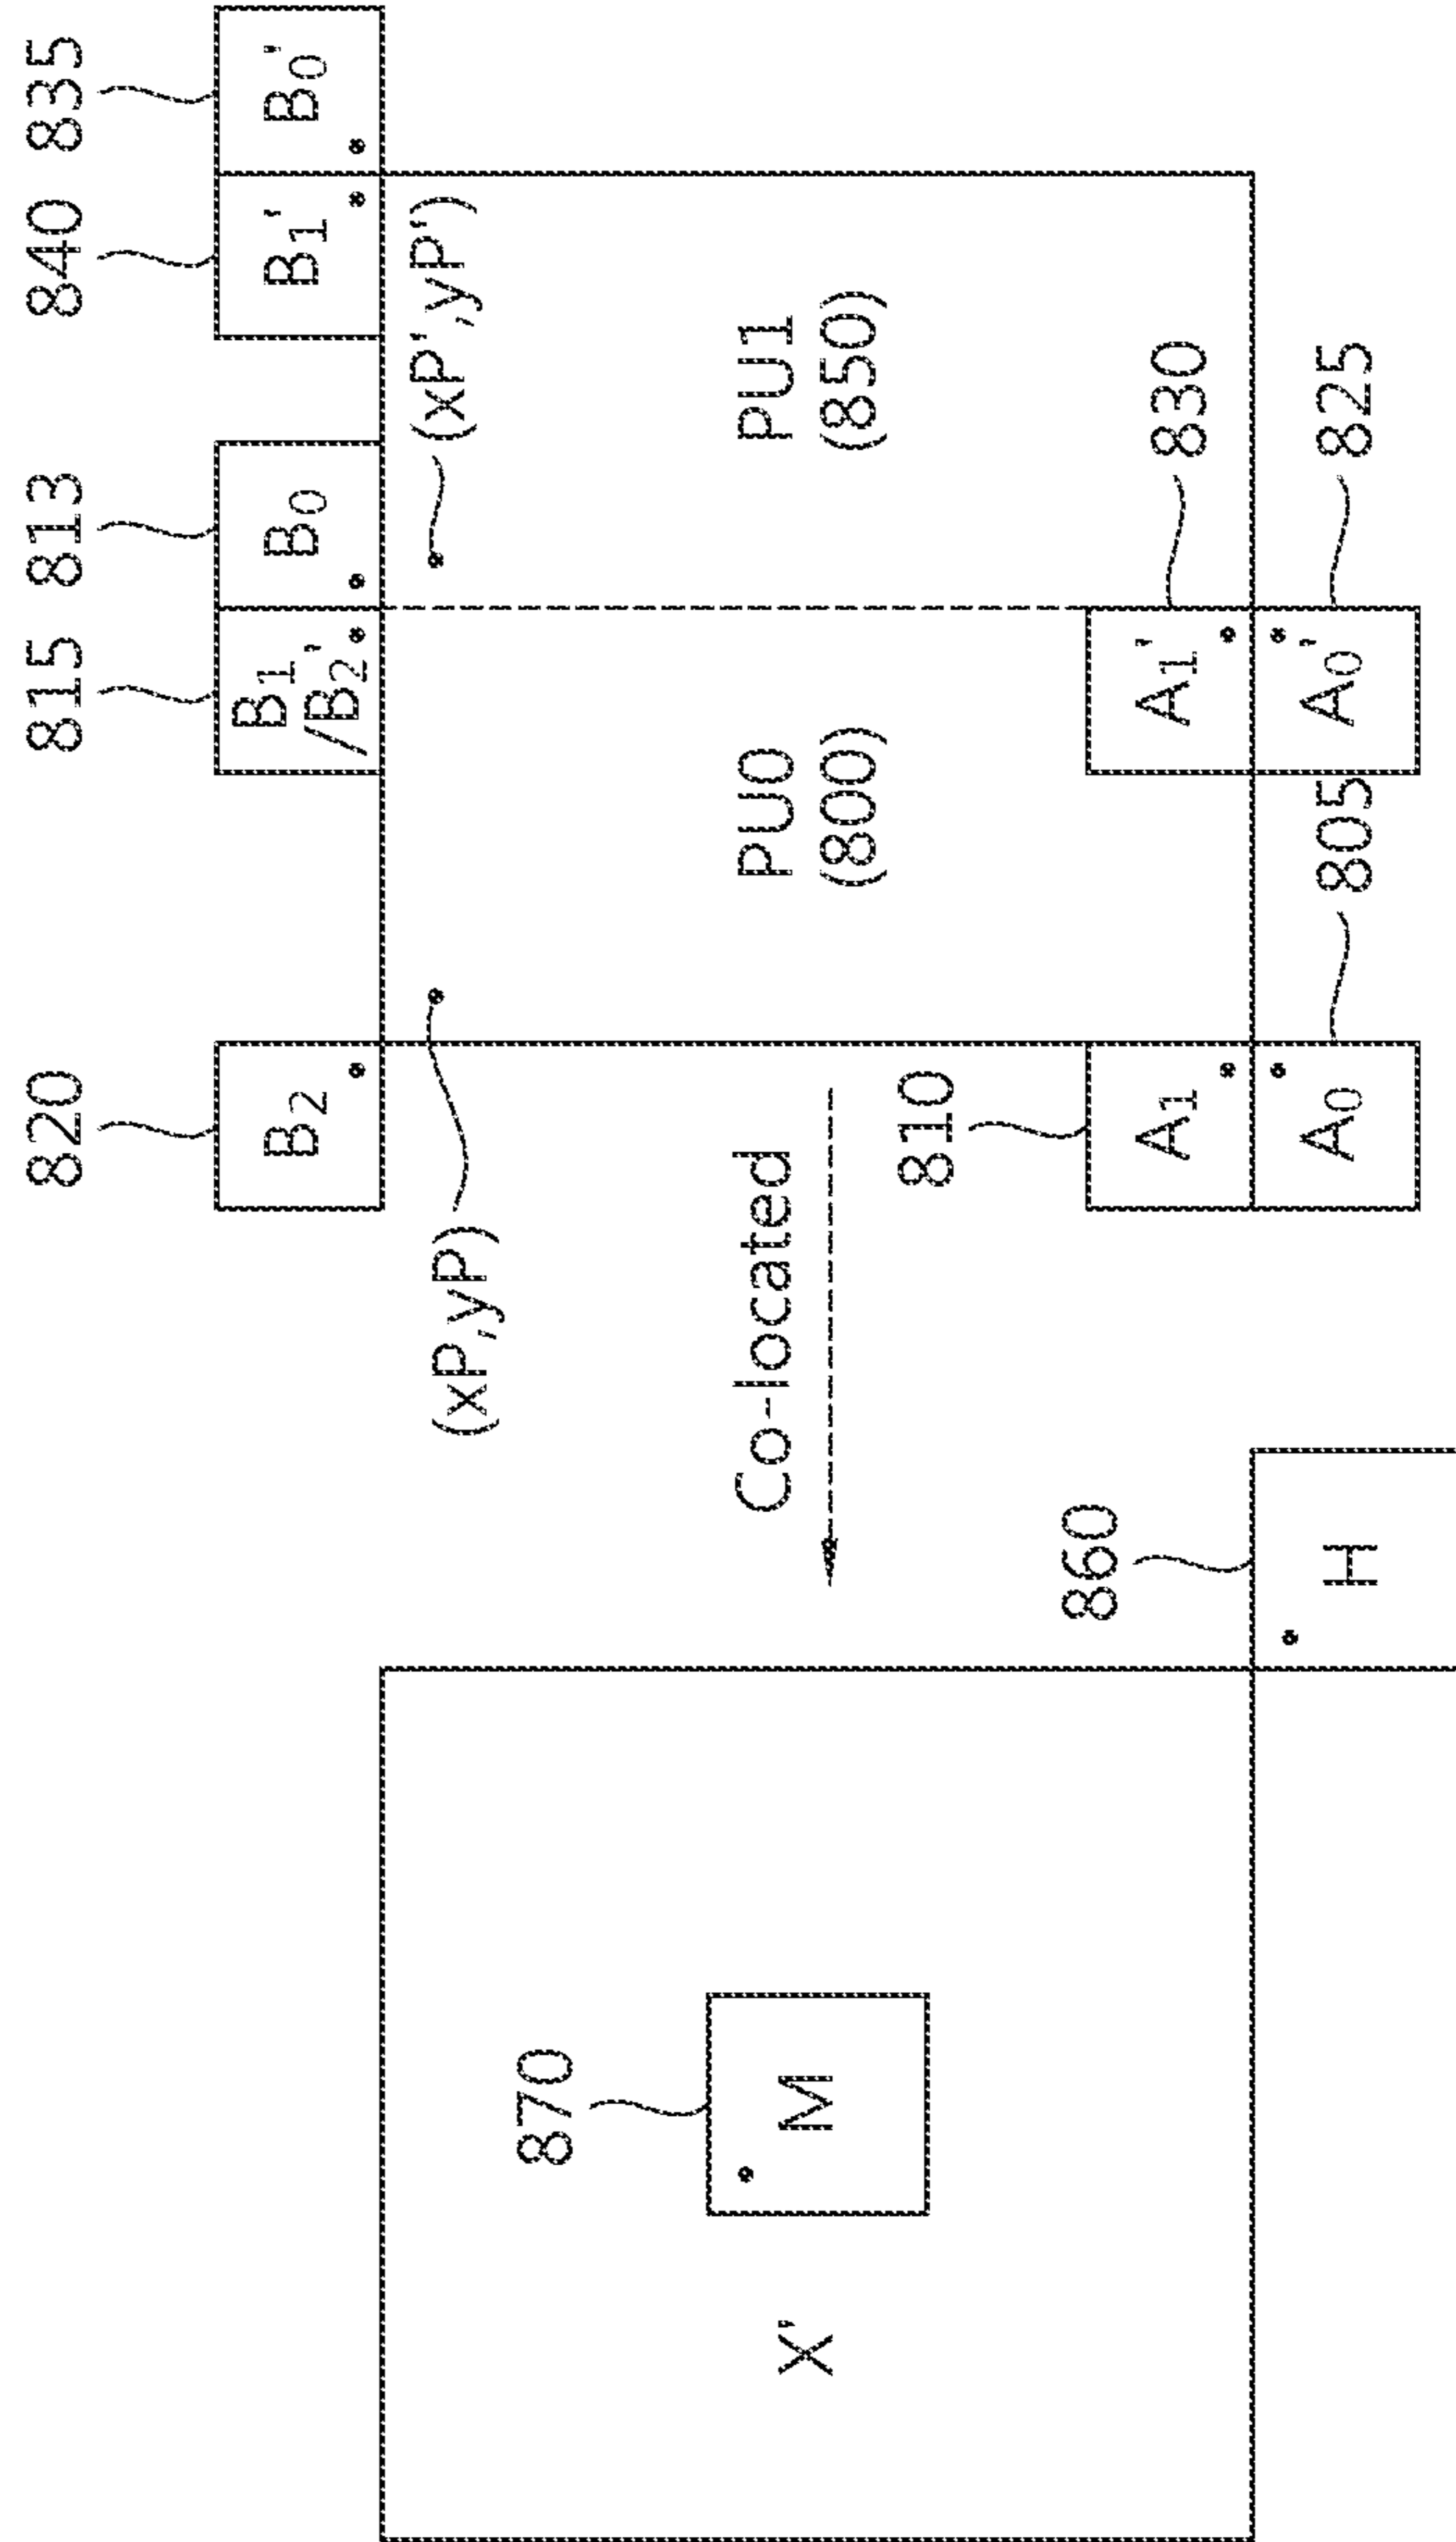 820
815
813
840
835
B₂
B₁
/B₂'
B₀
B₁'
B₀'
(xP,yP)
(xP',yP')
870
Co-located
PU0
(800)
PU1
(850)
X'
M
810
860
A₁
A₁'
830
H
A₀
805
A₀'
825